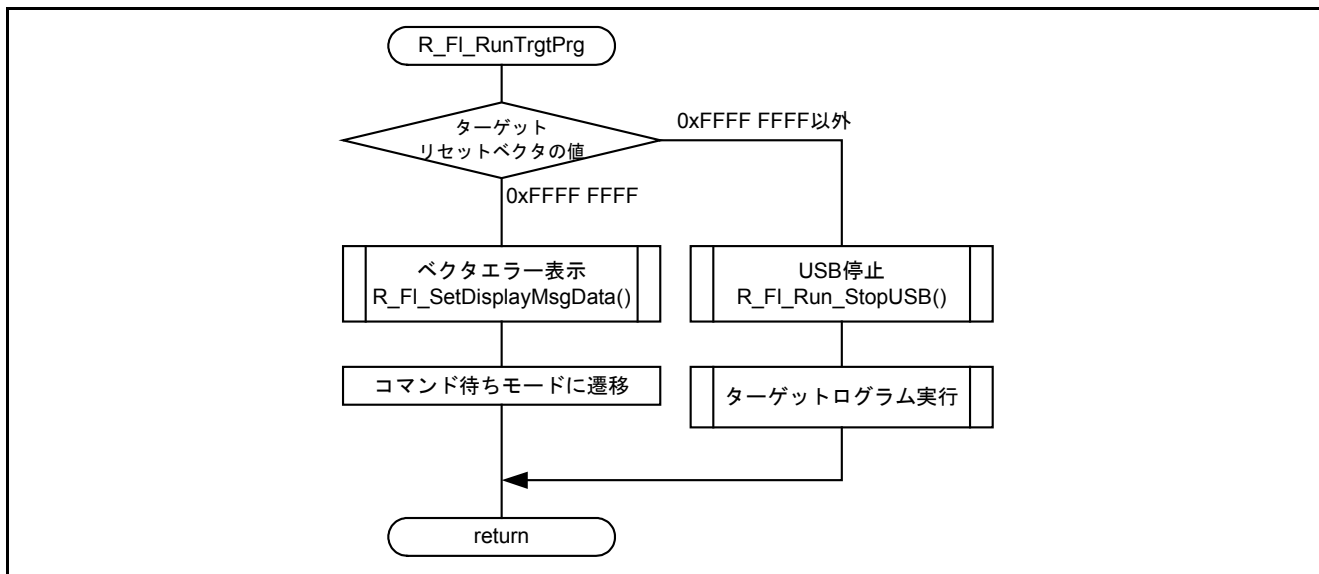 R_Fl_RunTrgtPrg
ターゲット
リセットベクタの値
0xFFFF FFFF以外
0xFFFF FFFF
ベクタエラー表示
R_Fl_SetDisplayMsgData()
USB停止
R_Fl_Run_StopUSB()
コマンド待ちモードに遷移
ターゲットログラム実行
return